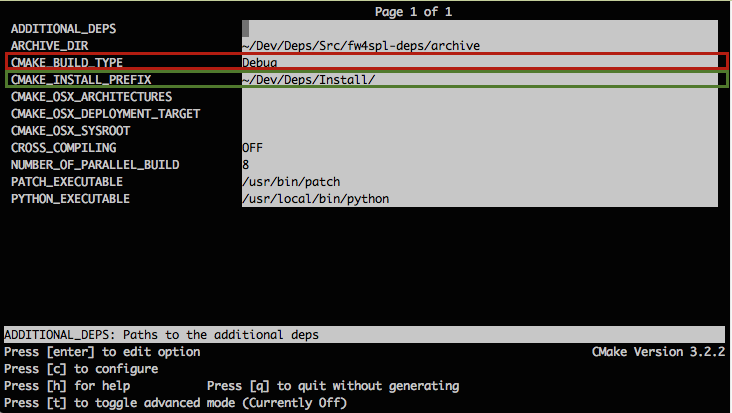 Page 1 of 1
ADDITIONAL_DEPS
ARCHIVE_DIR ~/Dev/Deps/Src/fw4spl-deps/archive
CMAKE_BUILD_TYPE Debug
CMAKE_INSTALL_PREFIX ~/Dev/Deps/Install/
CMAKE_OSX_ARCHITECTURES
CMAKE_OSX_DEPLOYMENT_TARGET
CMAKE_OSX_SYSROOT
CROSS_COMPILING OFF
NUMBER_OF_PARALLEL_BUILD 8
PATCH_EXECUTABLE /usr/bin/patch
PYTHON_EXECUTABLE /usr/local/bin/python
ADDITIONAL_DEPS: Paths to the additional deps
Press [enter] to edit option CMake Version 3.2.2
Press [c] to configure
Press [h] for help Press [q] to quit without generating
Press [t] to toggle advanced mode (Currently Off)